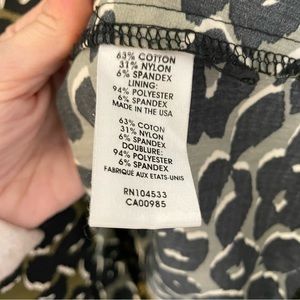 63% COTTON
31% NYLON
6% SPANDEX
LINING:
94% POLYESTER
6% SPANDEX
MADE IN THE USA
63% COTON
31% NYLON
6% SPANDEX
DOUBLURE:
94% POLYESTER
6% SPANDEX
FABRIQUÉ AUX ETATS-UNIS
RN104533
CA00985